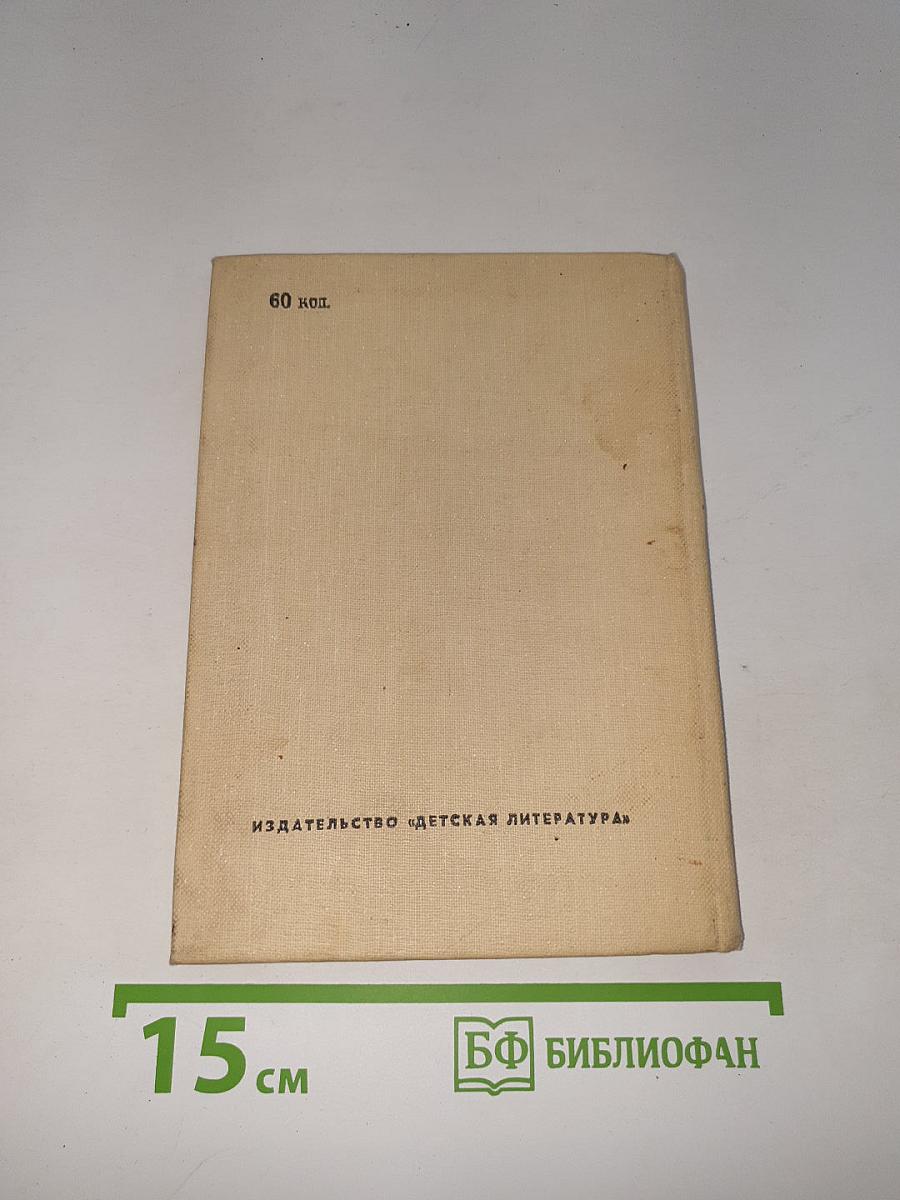 60 коп.
ИЗДАТЕЛЬСТВО «ДЕТСКАЯ ЛИТЕРАТУРА»
15 см
БФ БИБЛИОФАН